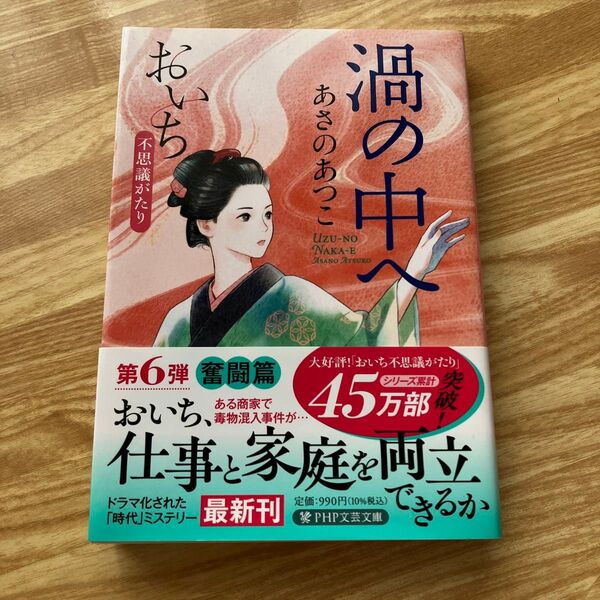 渦の中へ
あさのあつこ
UZU-NO
NAKA-E
ASANO ATSUKO
おいち
不思議がたり
第6弾
奮闘篇
大好評!「おいち不思議がたり」
シリーズ累計
45万部
突破!
ある商家で
毒物混入事件が…
おいち、
仕事と家庭を両立
できるか
ドラマ化された
「時代」ミステリー
最新刊
定価:990円(10%税込)
PHP文芸文庫